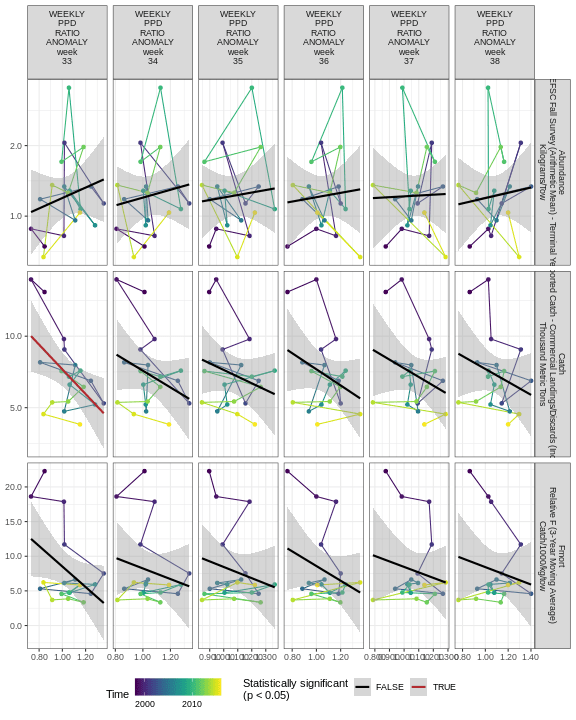 WEEKLY
PPD
RATIO
ANOMALY
week
33
WEEKLY
PPD
RATIO
ANOMALY
week
34
WEEKLY
PPD
RATIO
ANOMALY
week
35
WEEKLY
PPD
RATIO
ANOMALY
week
36
WEEKLY
PPD
RATIO
ANOMALY
week
37
WEEKLY
PPD
RATIO
ANOMALY
week
38
2.0
1.0
Abundance
Fall Survey (Arithmetic Mean) - Terminal
Kilograms/Tow
10.0
5.0
Catch
Catch - Commercial Landings/Discards
Thousand Metric Tons
20.0
15.0
10.0
5.0
0.0
Fmort
Relative F (3-Year Moving Average)
Catch/1000/kg/tow
0.80 1.00 1.20
0.80 1.00 1.20
0.80 1.00 1.20
0.80 1.00 1.20 1.40
Time
2000 2010
Statistically significant
(p < 0.05)
FALSE
TRUE